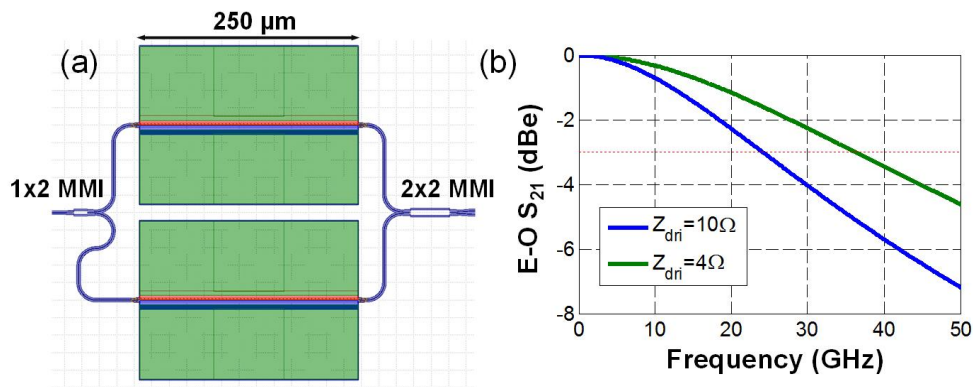 250 µm
(a)
1x2 MMI
2x2 MMI
(b)
E-O S21 (dBe)
0
-2
-4
-6
-8
Zdri=10Ω
Zdri=4Ω
0 10 20 30 40 50
Frequency (GHz)